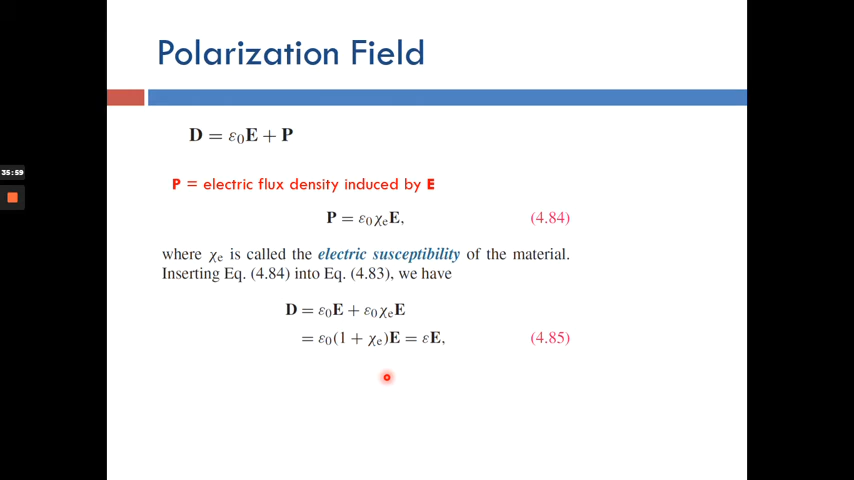 Polarization Field
D = ε₀E + P
35:59
P = electric flux density induced by E
P = ε₀χₑE, (4.84)
where χₑ is called the electric susceptibility of the material.
Inserting Eq. (4.84) into Eq. (4.83), we have
D = ε₀E + ε₀χₑE
= ε₀(1 + χₑ)E = εE, (4.85)